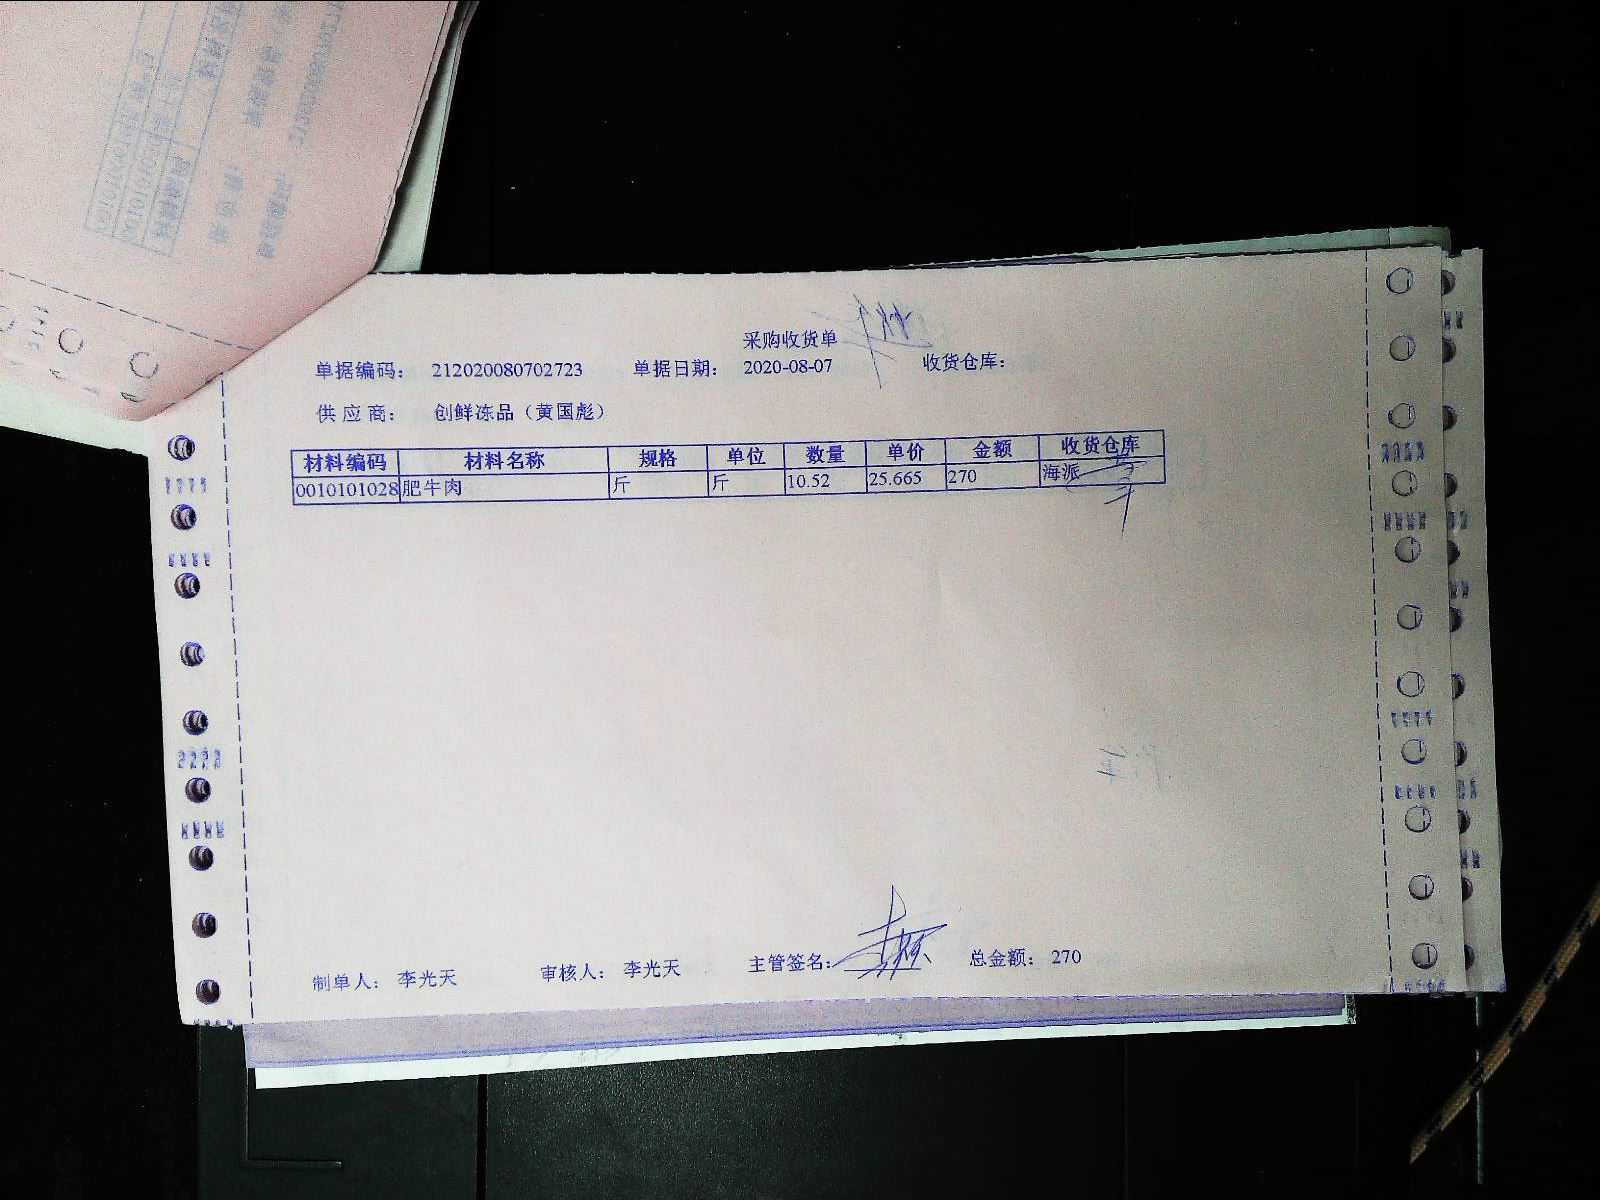 采购收货单
单据编码： 212020080702723 单据日期： 2020-08-07 收货仓库：
供 应 商： 创鲜冻品（黄国彪）
材料编码 材料名称 规格 单位 数量 单价 金额 收货仓库
0010101028 肥牛肉 斤 斤 10.52 25.665 270 海派
制单人： 李光天 审核人： 李光天 主管签名： 总金额： 270